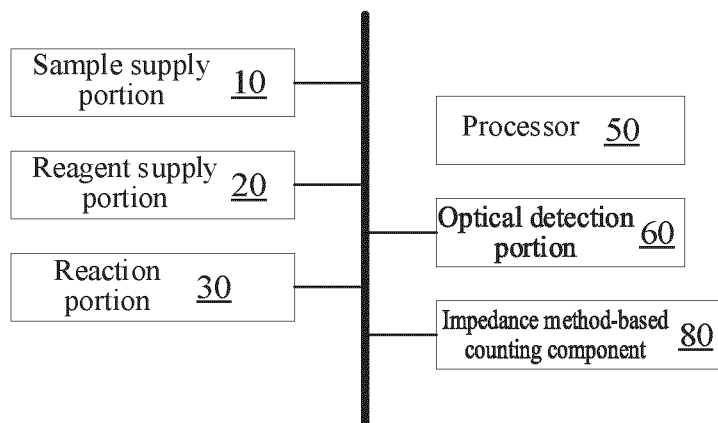 Sample supply
portion 10
Reagent supply
portion 20
Reaction
portion 30
Processor 50
Optical detection
portion 60
Impedance method-based
counting component 80